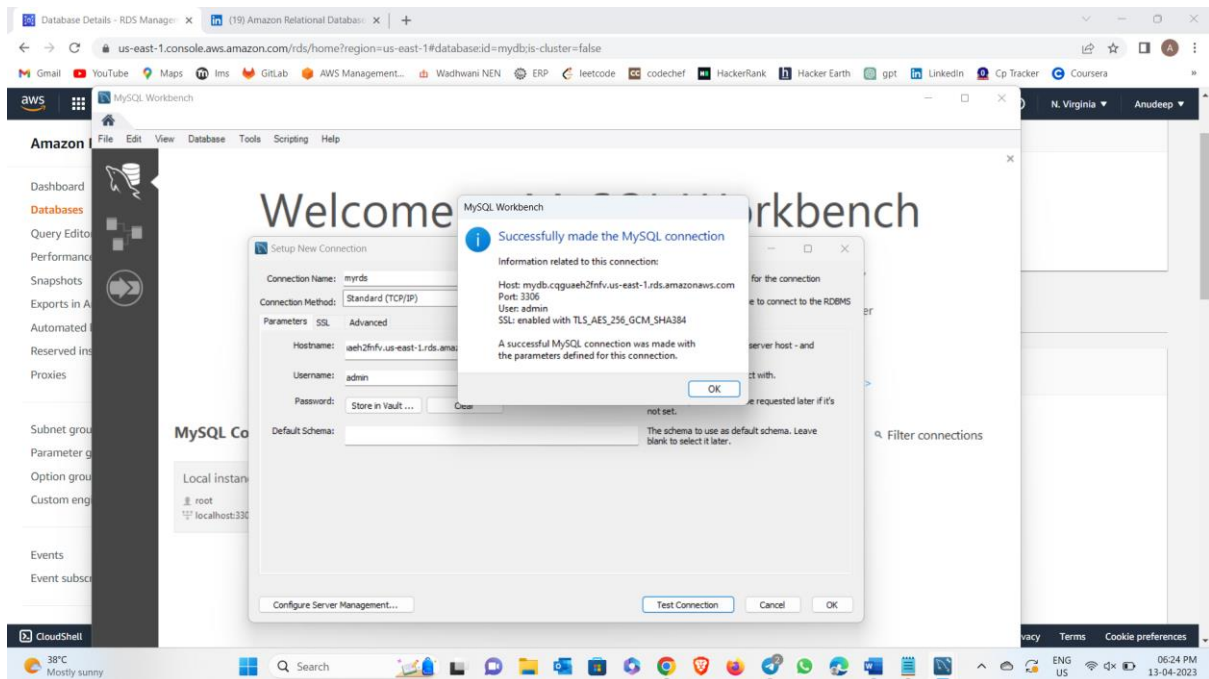 Database Details - RDS Manage
(19) Amazon Relational Databas
us-east-1.console.aws.amazon.com/rds/home?region=us-east-1#database:id=mydb;is-cluster=false
Gmail YouTube Maps Ims GitLab AWS Management... Wadhwani NEN ERP leetcode codechef HackerRank Hacker Earth gpt LinkedIn Cp Tracker Coursera »
aws
N. Virginia ▼ Anudeep ▼
MySQL Workbench
File Edit View Database Tools Scripting Help
Amazon
Dashboard
Databases
Query Edito
Performance
Snapshots
Exports in A
Automated
Reserved ins
Proxies
Subnet grou
Parameter g
Option grou
Custom eng
Events
Event subsc
Welcome
rkbench
MySQL Co
Filter connections
Local instan
root
localhost:330
Setup New Connection
Connection Name: myrds
for the connection
Connection Method: Standard (TCP/IP)
e to connect to the RDBMS
Parameters SSL Advanced
Hostname: aeh2fnfv.us-east-1.rds.ama
server host - and
Username: admin
ct with.
Password: Store in Vault ... Clear
e requested later if it's
not set.
Default Schema:
The schema to use as default schema. Leave
blank to select it later.
Configure Server Management...
Test Connection Cancel OK
MySQL Workbench
Successfully made the MySQL connection
Information related to this connection:
Host: mydb.cqguaeh2fnfv.us-east-1.rds.amazonaws.com
Port: 3306
User: admin
SSL: enabled with TLS_AES_256_GCM_SHA384
A successful MySQL connection was made with
the parameters defined for this connection.
OK
CloudShell
vacy Terms Cookie preferences
38°C
Mostly sunny
Search
ENG
US
06:24 PM
13-04-2023